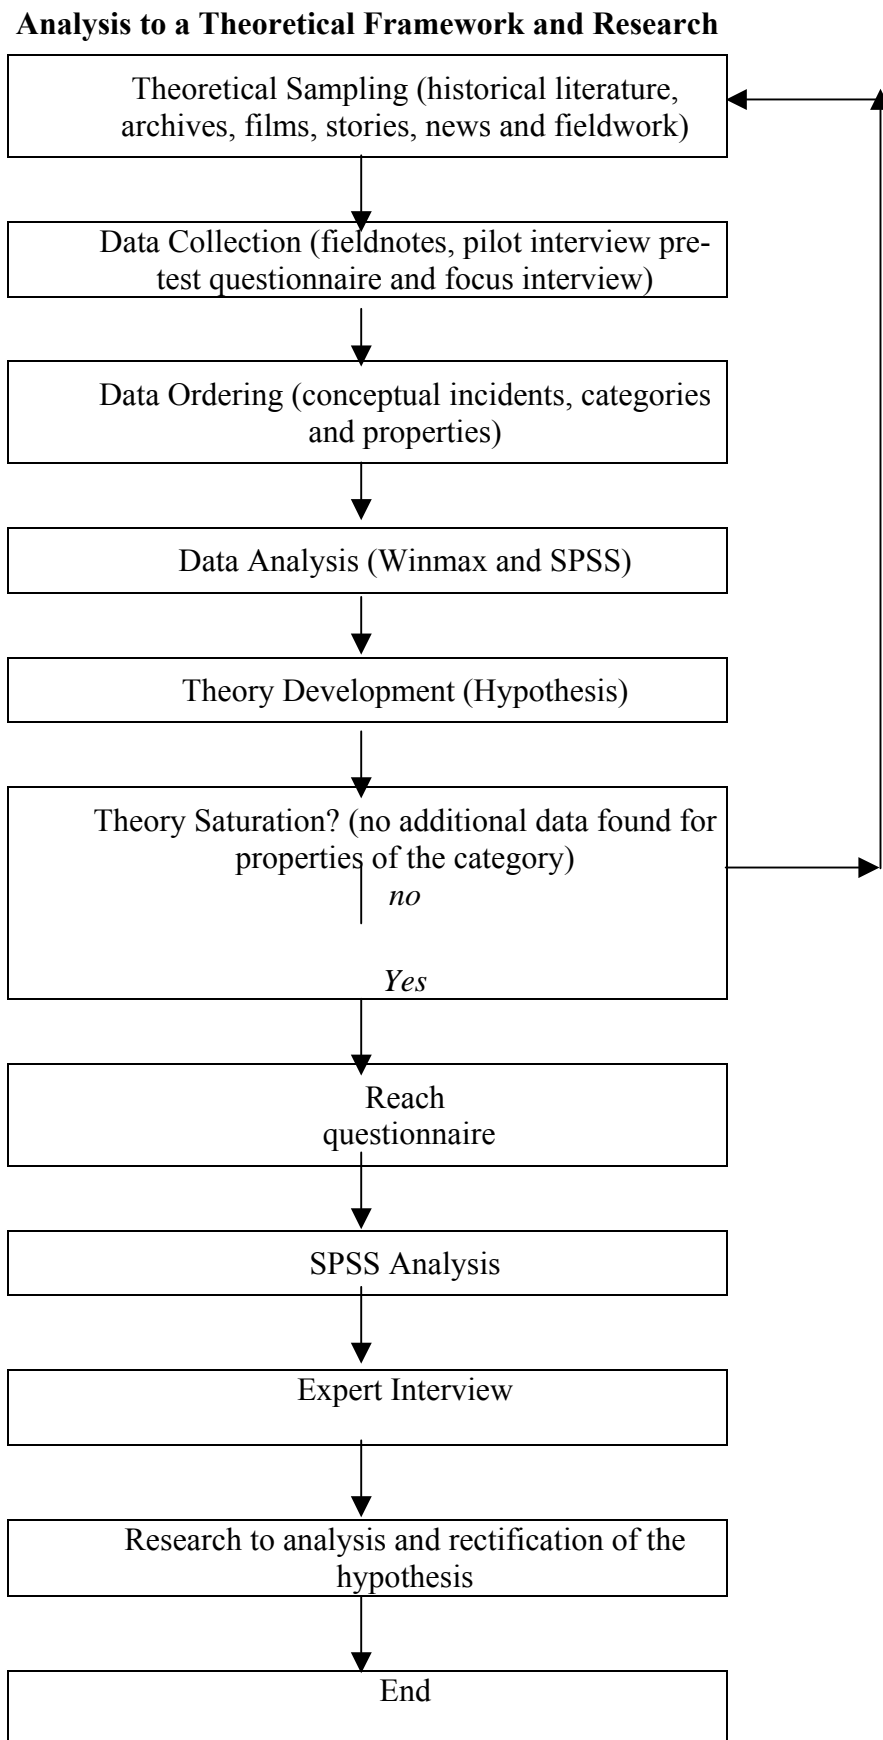 Analysis to a Theoretical Framework and Research
Theoretical Sampling (historical literature,
archives, films, stories, news and fieldwork)
Data Collection (fieldnotes, pilot interview pre-
test questionnaire and focus interview)
Data Ordering (conceptual incidents, categories
and properties)
Data Analysis (Winmax and SPSS)
Theory Development (Hypothesis)
Theory Saturation? (no additional data found for
properties of the category)
no
Yes
Reach
questionnaire
SPSS Analysis
Expert Interview
Research to analysis and rectification of the
hypothesis
End